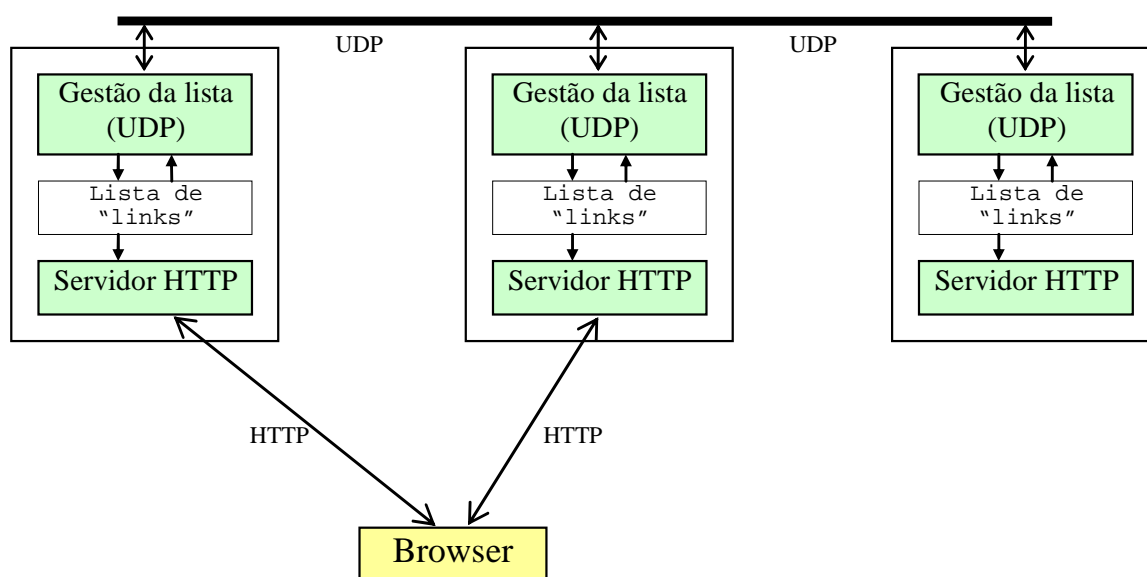 UDP
UDP
Gestão da lista
(UDP)
Lista de
“links”
Servidor HTTP
Gestão da lista
(UDP)
Lista de
“links”
Servidor HTTP
Gestão da lista
(UDP)
Lista de
“links”
Servidor HTTP
HTTP
HTTP
Browser